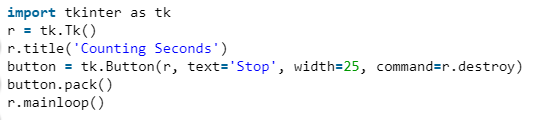 import tkinter as tk
r = tk.Tk()
r.title('Counting Seconds')
button = tk.Button(r, text='Stop', width=25, command=r.destroy)
button.pack()
r.mainloop()